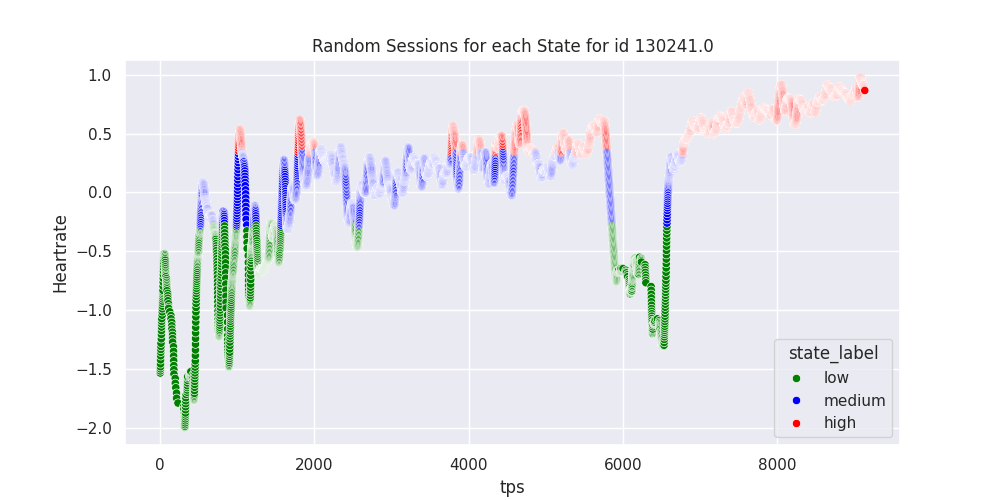 Random Sessions for each State for id 130241.0
Heartrate
1.0
0.5
0.0
−0.5
−1.0
−1.5
−2.0
state_label
low
medium
high
0
2000
4000
6000
8000
tps